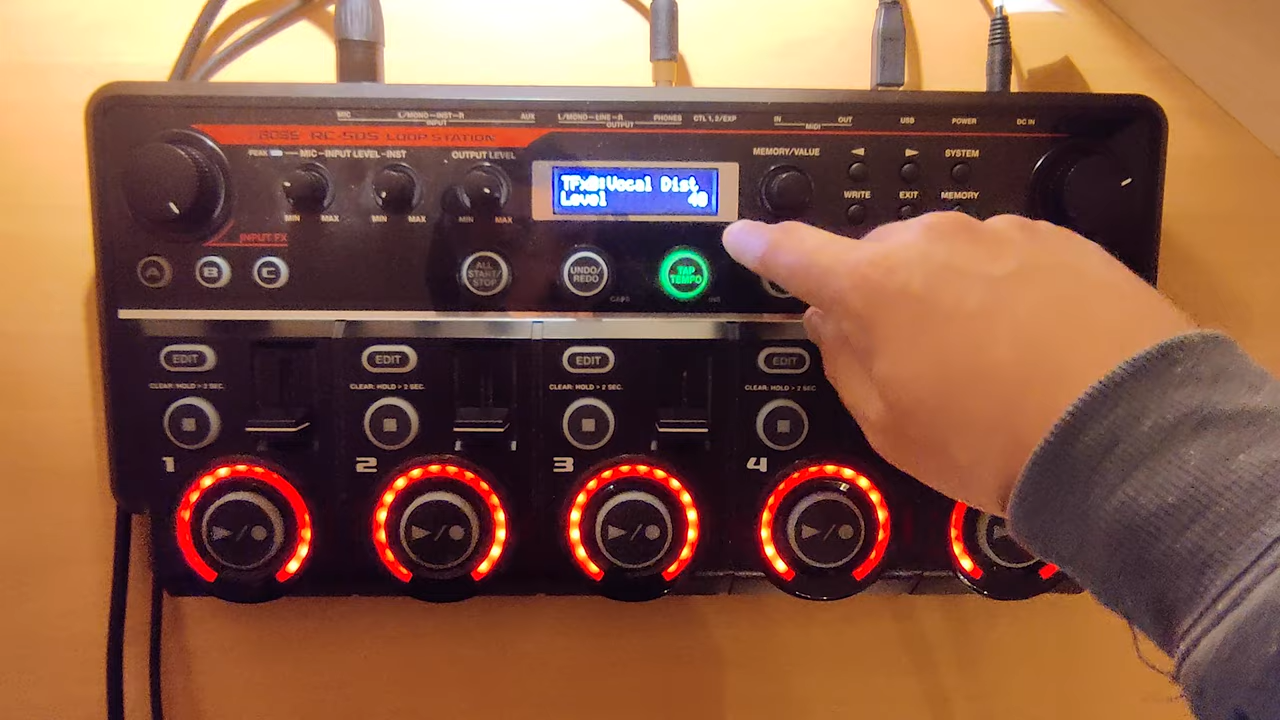 MIC L/MONO-INST-R AUX L/MONO-LINE-R PHONES CTL 1, 2/EXP IN OUT USB POWER DC IN
INPUT OUTPUT MIDI
BOSS RC-505 LOOP STATION
PEAK MIC-INPUT LEVEL-INST OUTPUT LEVEL MEMORY/VALUE ◀ ▶ SYSTEM
TFxB:Vocal Dist
Level 40
WRITE EXIT MEMORY
MIN MAX MIN MAX MIN MAX
INPUT FX
A B C
ALL START/STOP
UNDO/REDO
TAP TEMPO
CAPS INS
EDIT EDIT EDIT EDIT
CLEAR: HOLD > 2 SEC. CLEAR: HOLD > 2 SEC. CLEAR: HOLD > 2 SEC. CLEAR: HOLD > 2 SEC
1 2 3 4